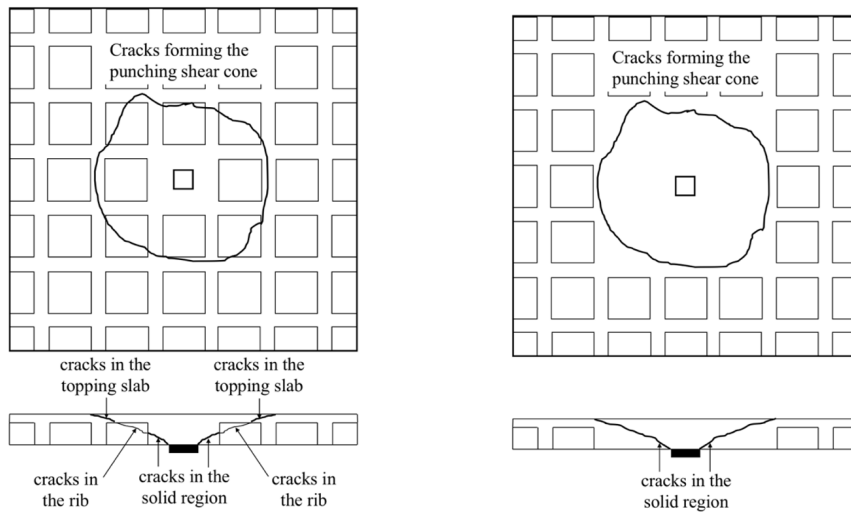 Cracks forming the
punching shear cone
cracks in the
topping slab
cracks in the
topping slab
cracks in
the rib
cracks in the
solid region
cracks in
the rib
Cracks forming the
punching shear cone
cracks in the
solid region